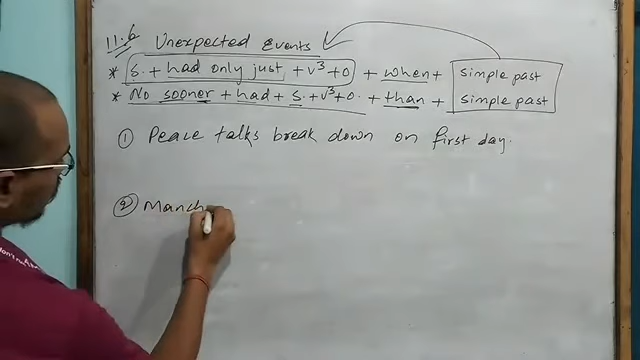 11.6 Unexpected Events
* S. + had only just + V³ + O + when + simple past
* No sooner + had + S. + V³ + O. + than + simple past
① Peace talks break down on first day.
② Manch